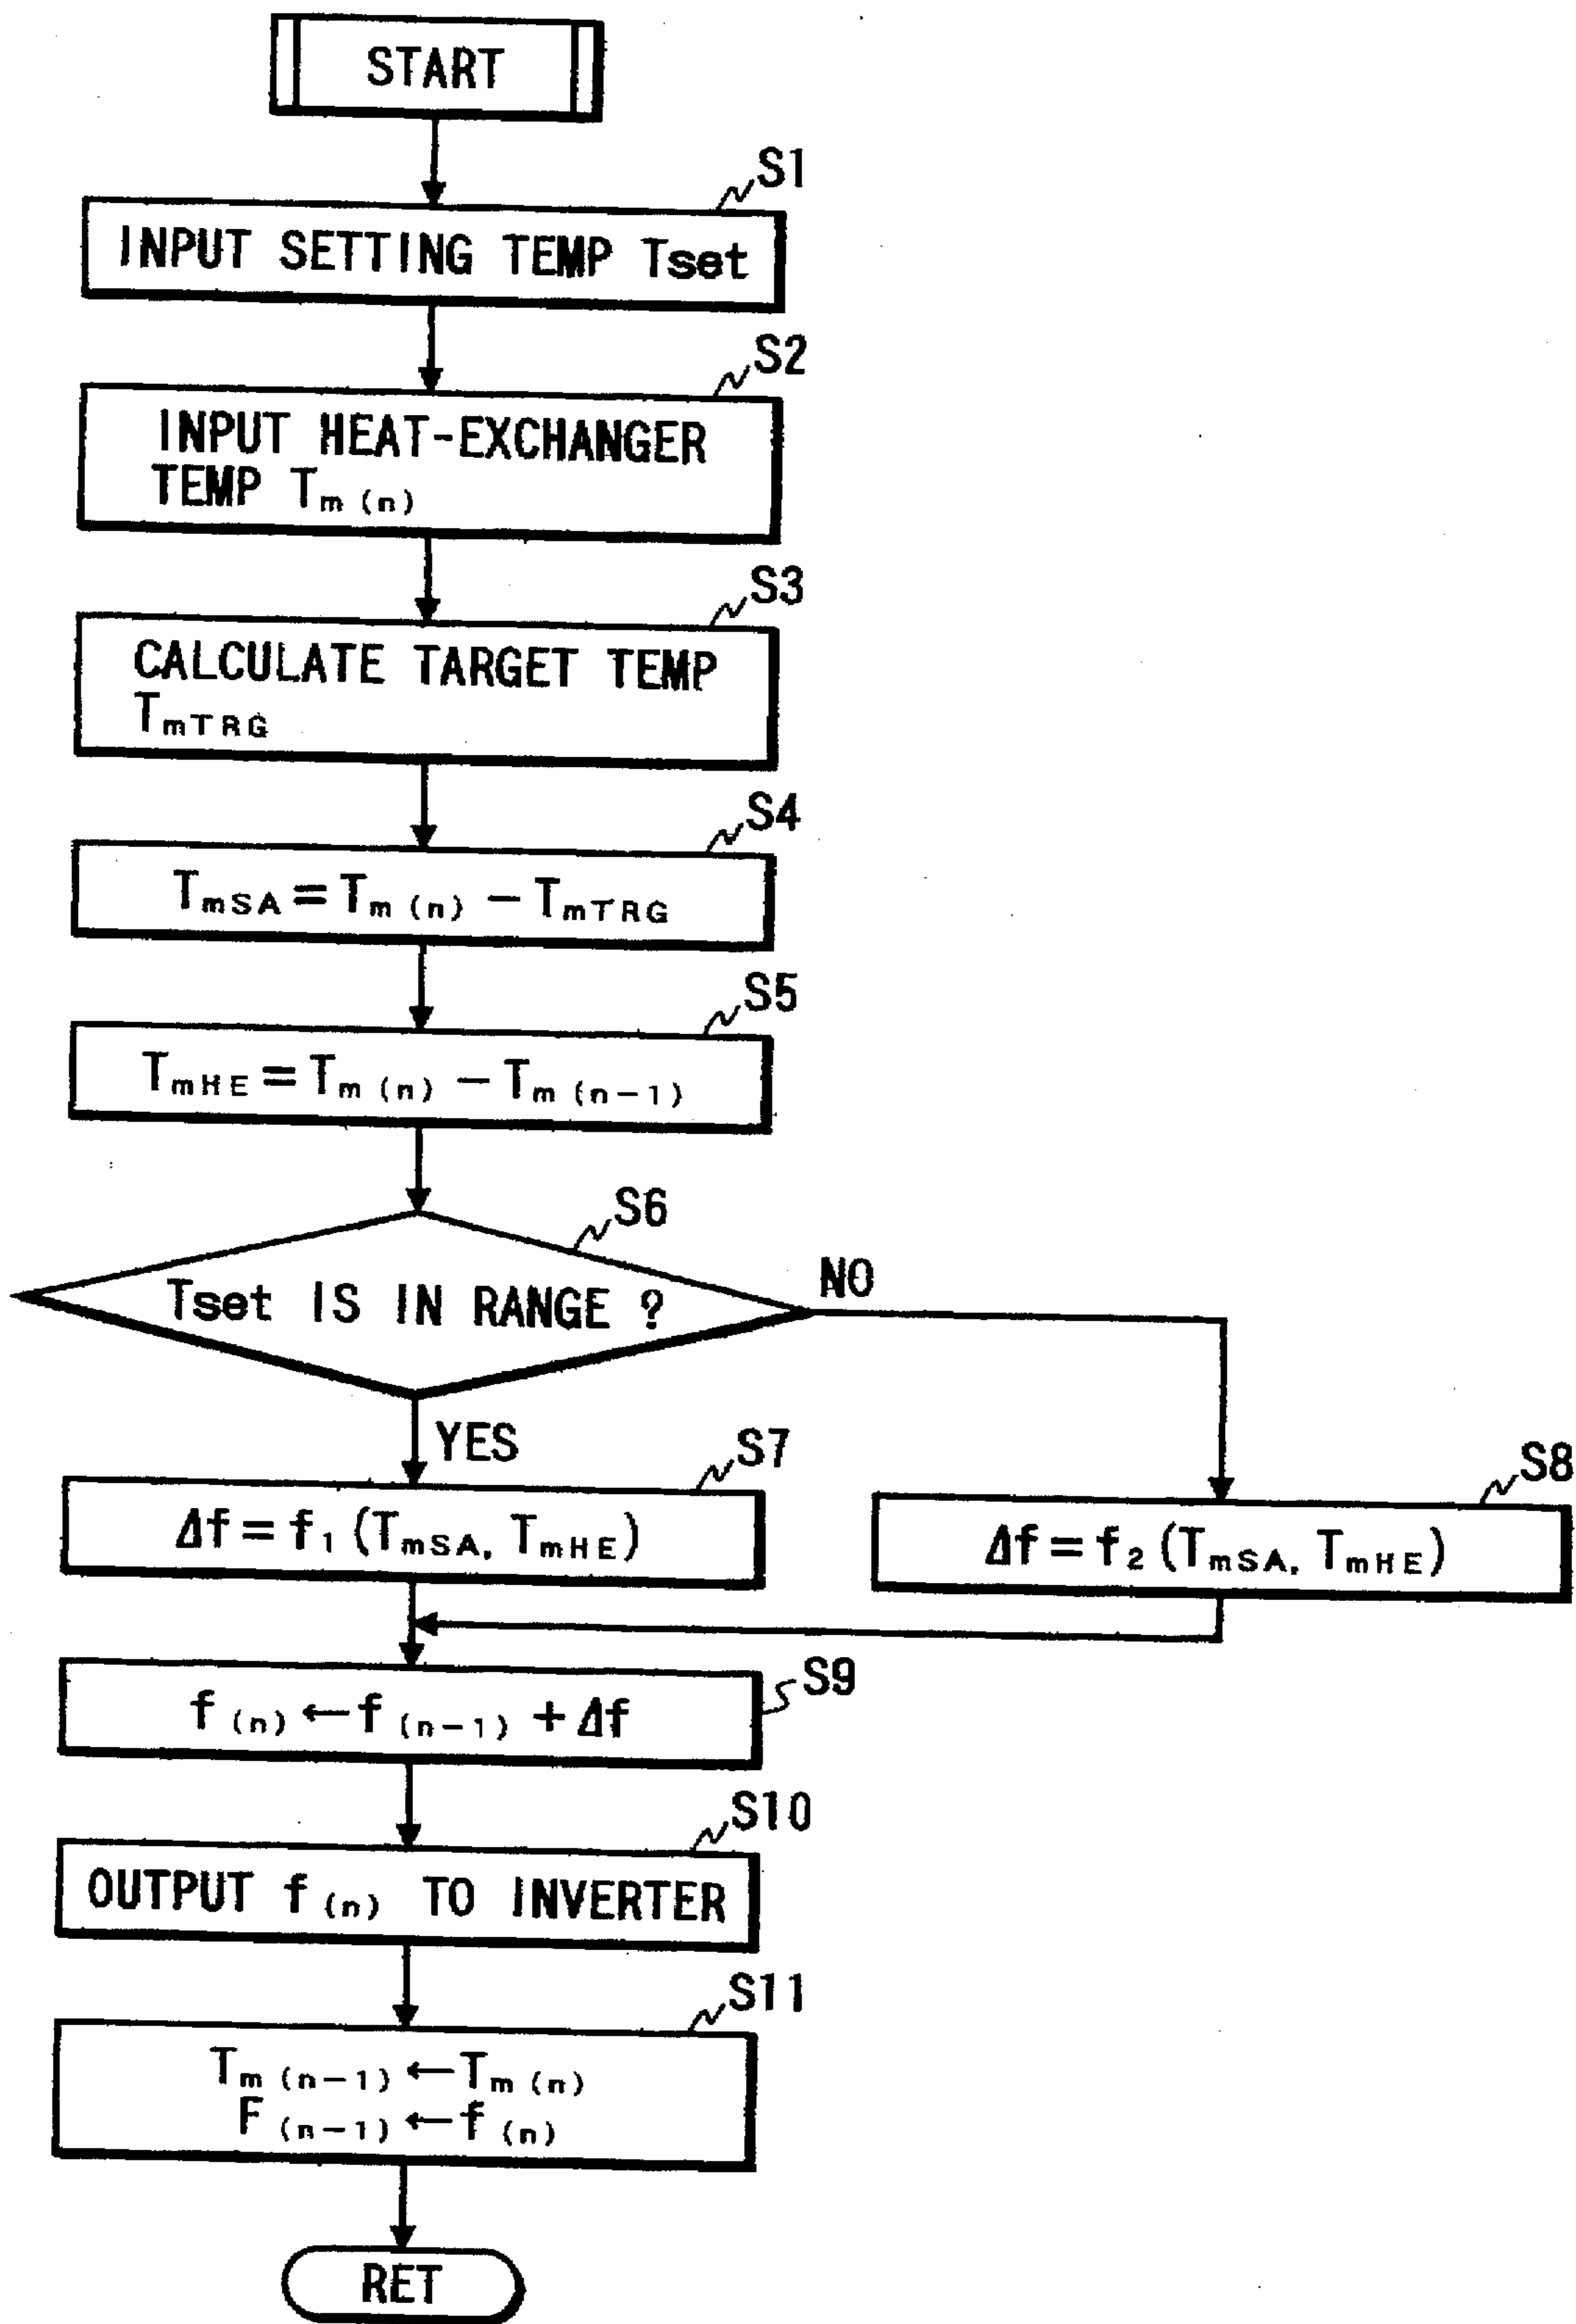 START
S1
INPUT SETTING TEMP Tset
S2
INPUT HEAT-EXCHANGER
TEMP Tm(n)
S3
CALCULATE TARGET TEMP
TmTRG
S4
TmSA = Tm(n) - TmTRG
S5
TmHE = Tm(n) - Tm(n-1)
S6
Tset IS IN RANGE ?
NO
YES
S7
Δf = f1 (TmSA, TmHE)
S8
Δf = f2 (TmSA, TmHE)
S9
f(n) ← f(n-1) + Δf
S10
OUTPUT f(n) TO INVERTER
S11
Tm(n-1) ← Tm(n)
F(n-1) ← f(n)
RET